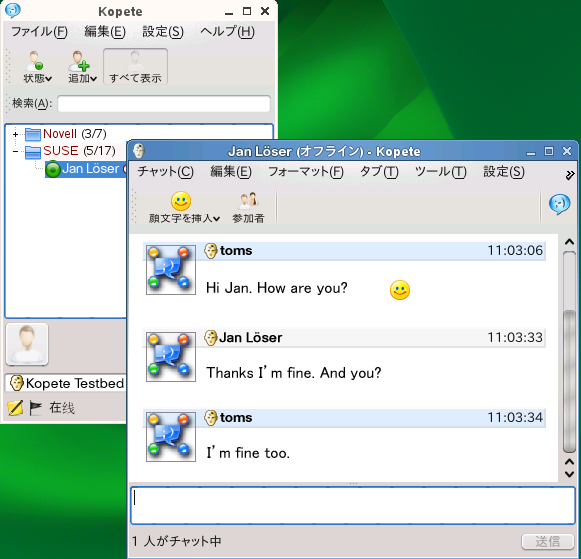 Kopete
ファイル(F) 編集(E) 設定(S) ヘルプ(H)
状態 追加 すべて表示
検索(A):
Novell (3/7)
SUSE (5/17)
Jan Löser
Kopete Testbed
在线
Jan Löser (オフライン) - Kopete
チャット(C) 編集(E) フォーマット(F) タブ(T) ツール(T) 設定(S)
顔文字を挿入 参加者
toms 11:03:06
Hi Jan. How are you?
Jan Löser 11:03:33
Thanks I'm fine. And you?
toms 11:03:34
I'm fine too.
1 人がチャット中
送信